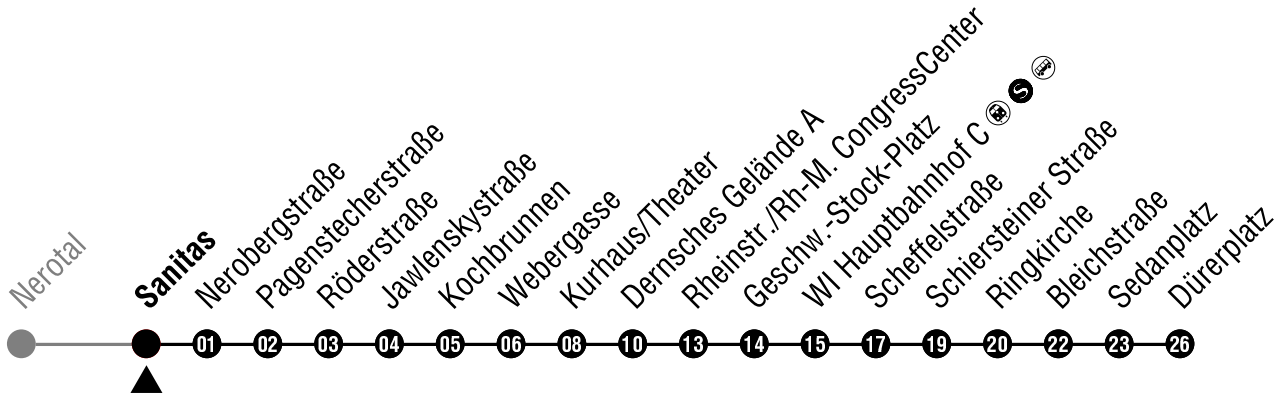 Nerotal
Sanitas
Nerobergstraße
Pagenstecherstraße
Röderstraße
Jawlenskystraße
Kochbrunnen
Webergasse
Kurhaus/Theater
Dernsches Gelände A
Rheinstr./Rh-M. CongressCenter
Geschw.-Stock-Platz
WI Hauptbahnhof C S
Scheffelstraße
Schiersteiner Straße
Ringkirche
Bleichstraße
Sedanplatz
Dürerplatz
01 02 03 04 05 06 08 10 13 14 15 17 19 20 22 23 26